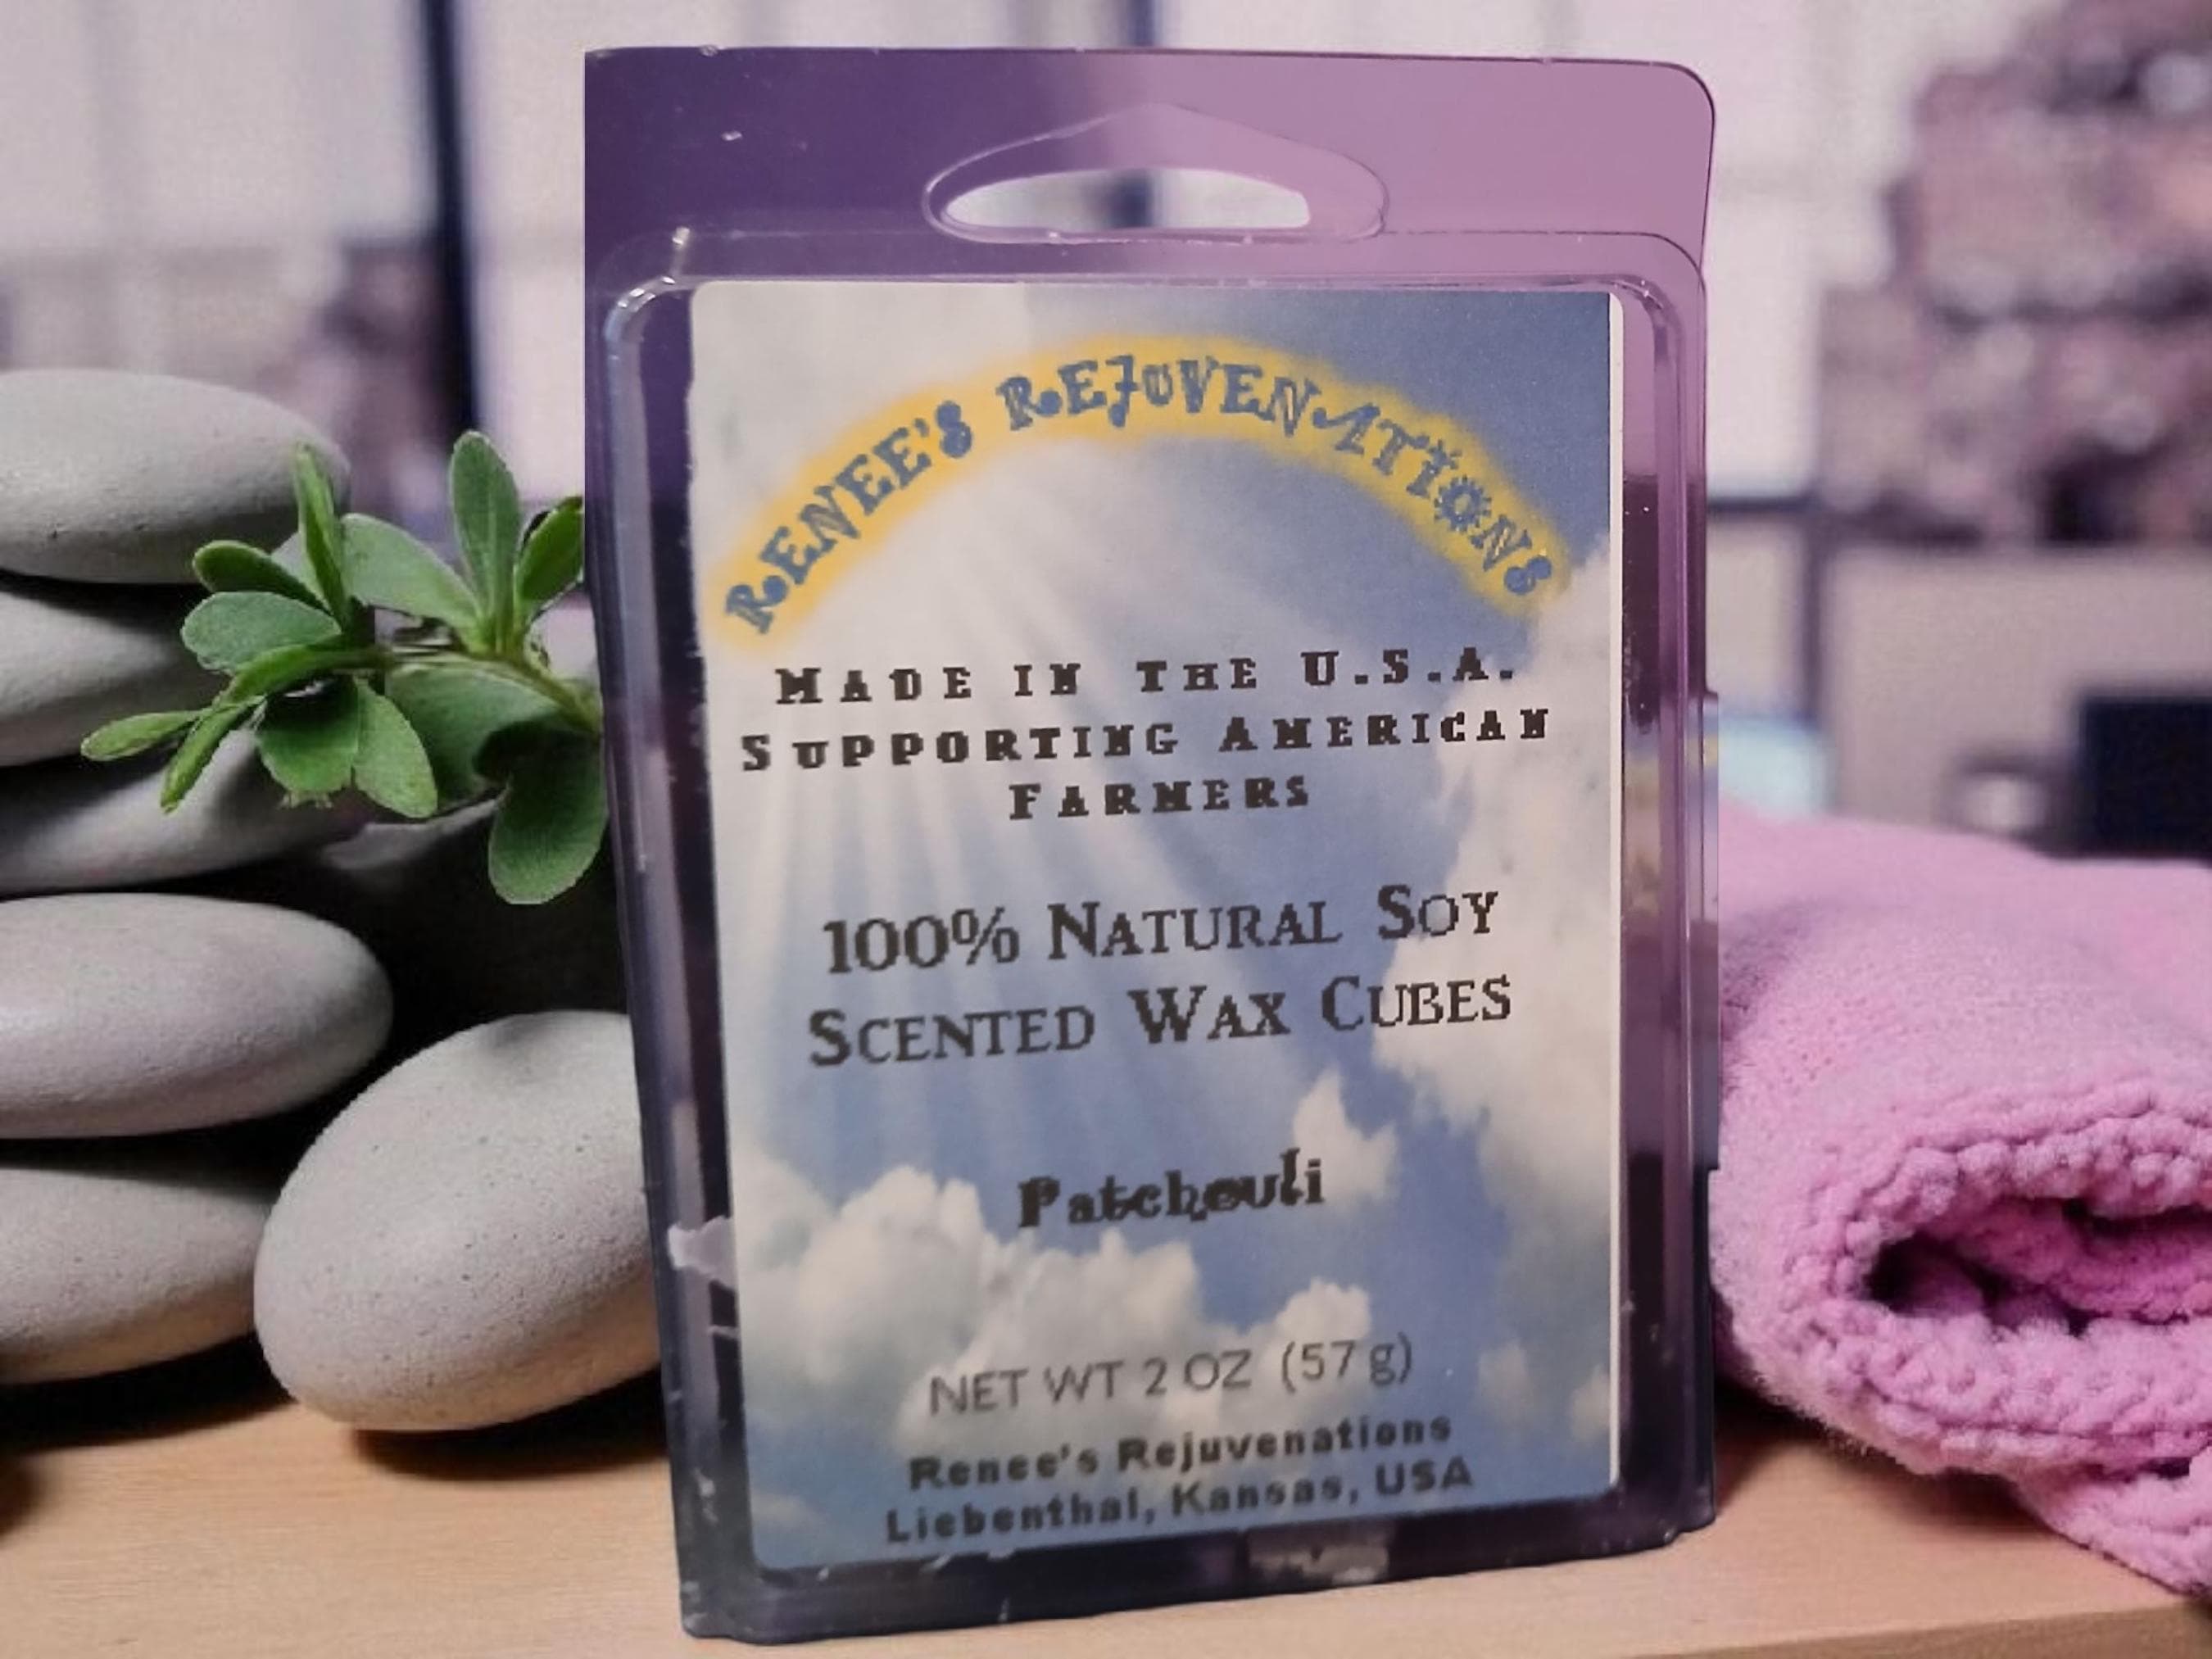 RENEE'S REJUVENATIONS
MADE IN THE U.S.A.
SUPPORTING AMERICAN
FARMERS
100% NATURAL SOY
SCENTED WAX CUBES
Patchouli
NET WT 2 OZ (57 g)
Renee's Rejuvenations
Liebenthal, Kansas, USA